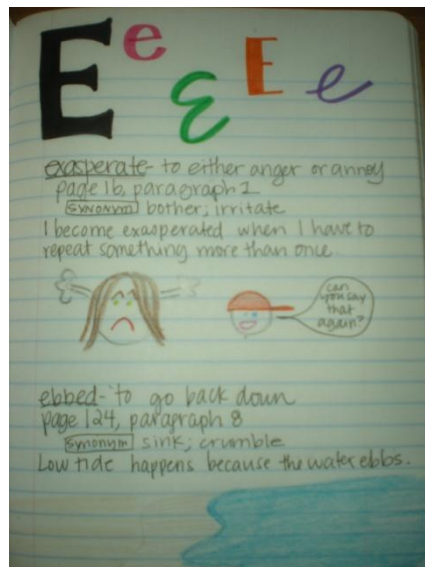 E e E E e
exasperate- to either anger or annoy
page 16, paragraph 1
synonym bother; irritate
I become exasperated when I have to
repeat something more than once.
can
you say
that
again?
ebbed- to go back down
page 124, paragraph 8
synonym sink; crumble
Low tide happens because the water ebbs.